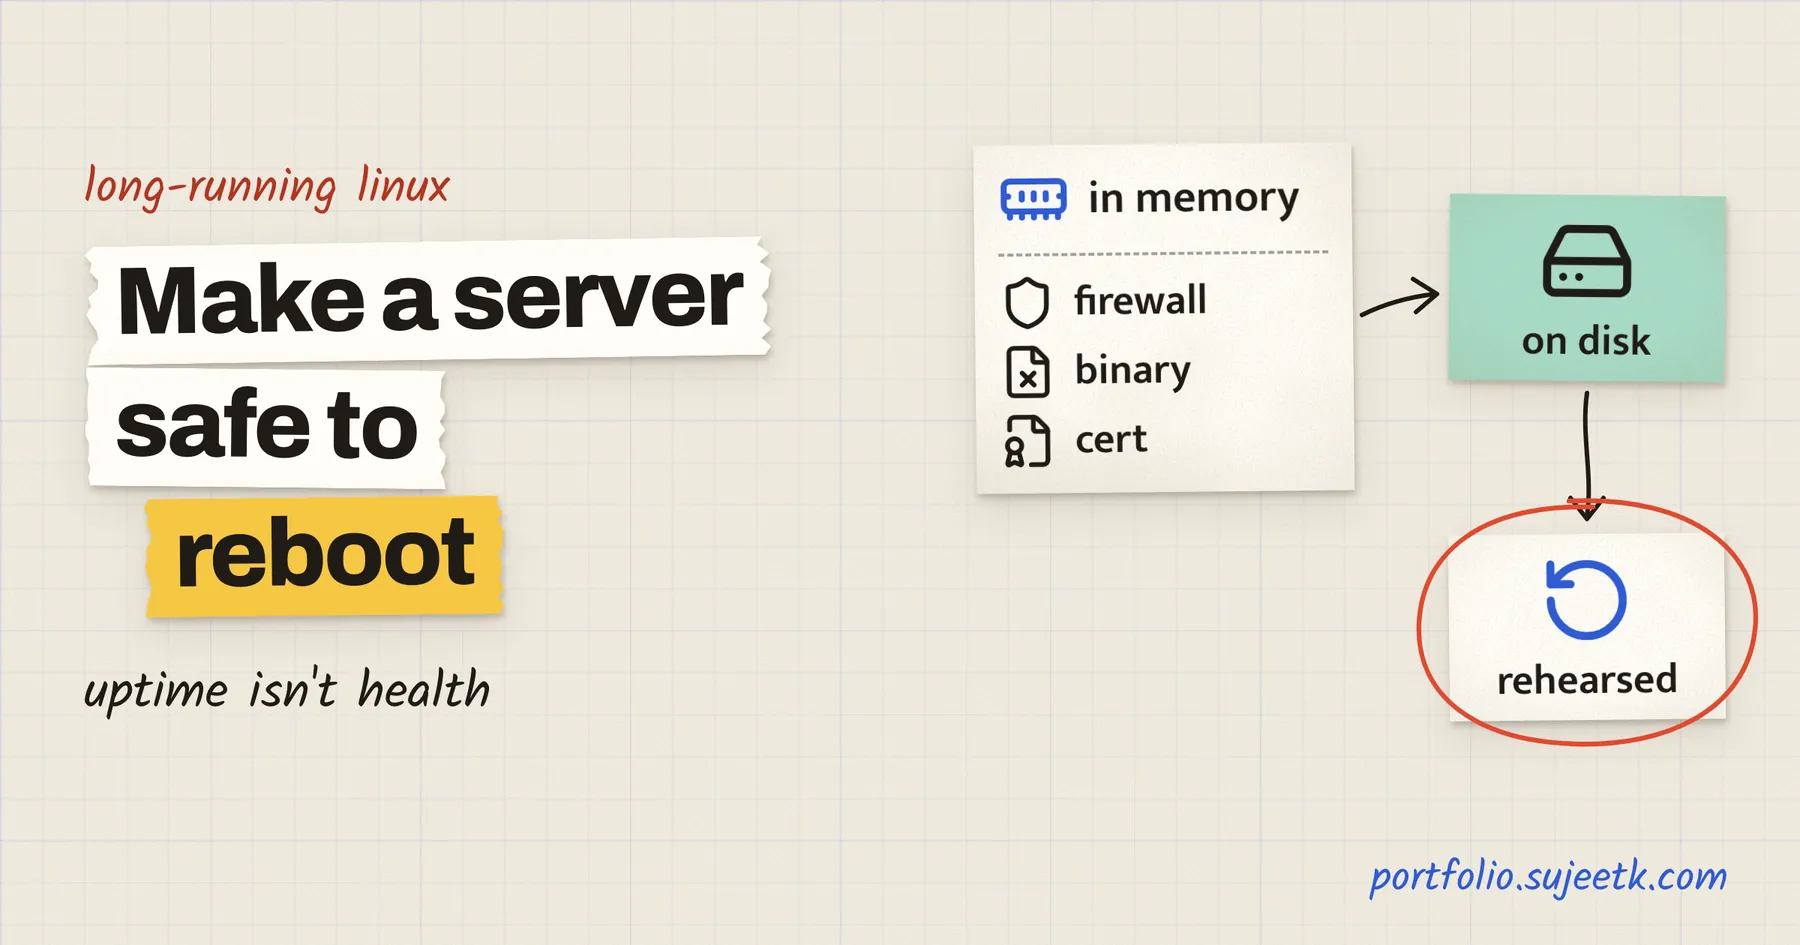 long-running linux
Make a server
safe to
reboot
uptime isn't health
in memory
firewall
binary
cert
on disk
rehearsed
portfolio.sujeetk.com